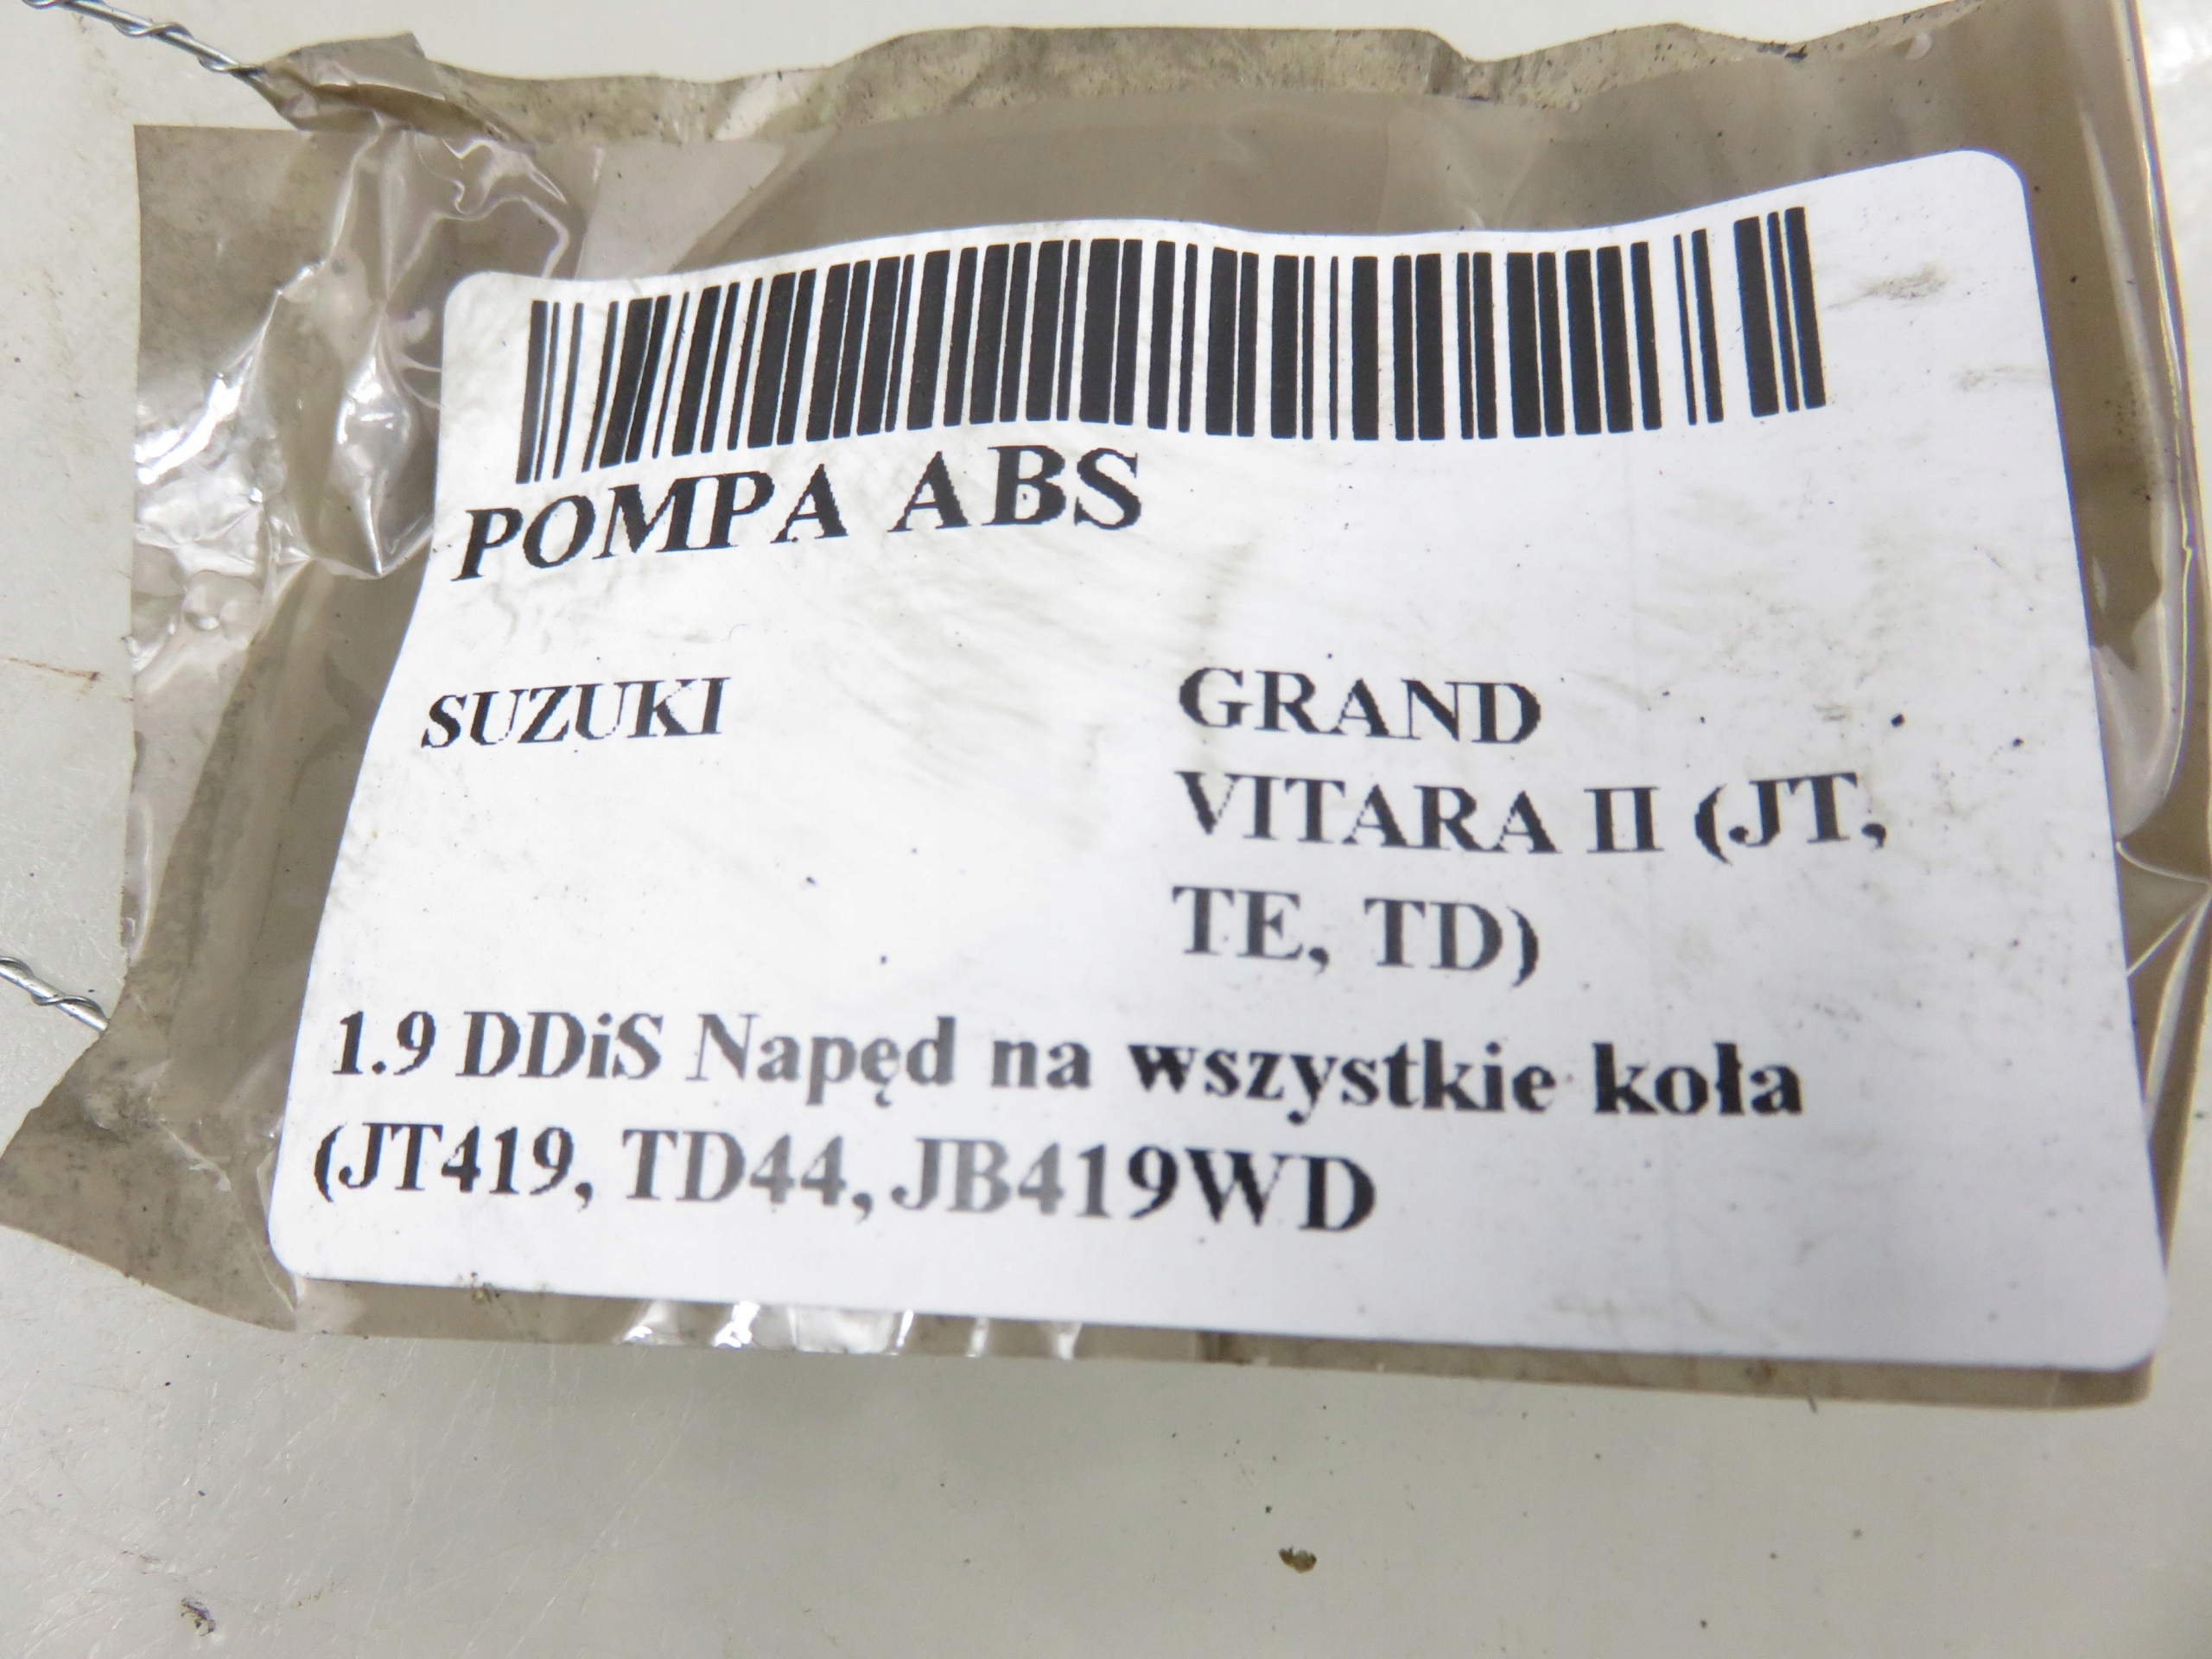 POMPA ABS
SUZUKI
GRAND
VITARA II (JT,
TE, TD)
1.9 DDiS Napęd na wszystkie koła
(JT419, TD44, JB419WD